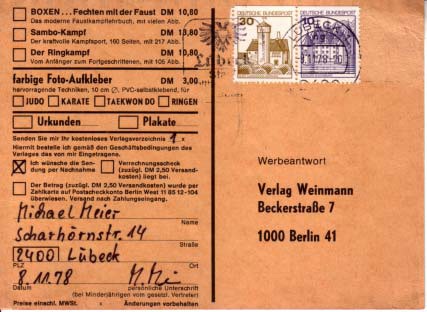 BOXEN ...Fechten mit der Faust DM 10,80
Das moderne Faustkampflehrbuch, mit vielen Abb.
Sambo-Kampf DM 13,80
Der kraftvolle Kampfsport, 160 Seiten, mit 217 Abb.
Der Ringkampf DM 10,80
Vom Anfänger zum Fortgeschrittenen, mit 105 Abb.
farbige Foto-Aufkleber DM 3,00
hervorragende Techniken, 10 cm ∅, PVC-selbstklebend, für
JUDO KARATE TAEKWON DO RINGEN
Urkunden Plakate
Senden Sie mir Ihr kostenloses Verlagsverzeichnis 1 x
Hiermit bestelle ich gemäß den Geschäftsbedingungen des
Verlages das von mir Eingetragene.
Ich wünsche die Sendung per Nachnahme
Verrechnungsscheck (zuzügl. DM 2,50 Versandkosten) liegt bei.
Der Betrag (zuzügl. DM 2,50 Versandkosten) wurde per
Zahlkarte auf Postscheckkonto Berlin West 11 85 12-104
überwiesen. Versand nach Zahlungseingang.
Michael Meier
Name
Scharhörnstr. 14
Straße
2400 Lübeck
PLZ Ort
8.11.78
Datum persönliche Unterschrift
(bei Minderjährigen vom gesetzl. Vertreter)
Preise einschl. MWSt. Änderungen vorbehalten
DEUTSCHE BUNDESPOST
30
DEUTSCHE BUNDESPOST
10
Werbeantwort
Verlag Weinmann
Beckerstraße 7
1000 Berlin 41